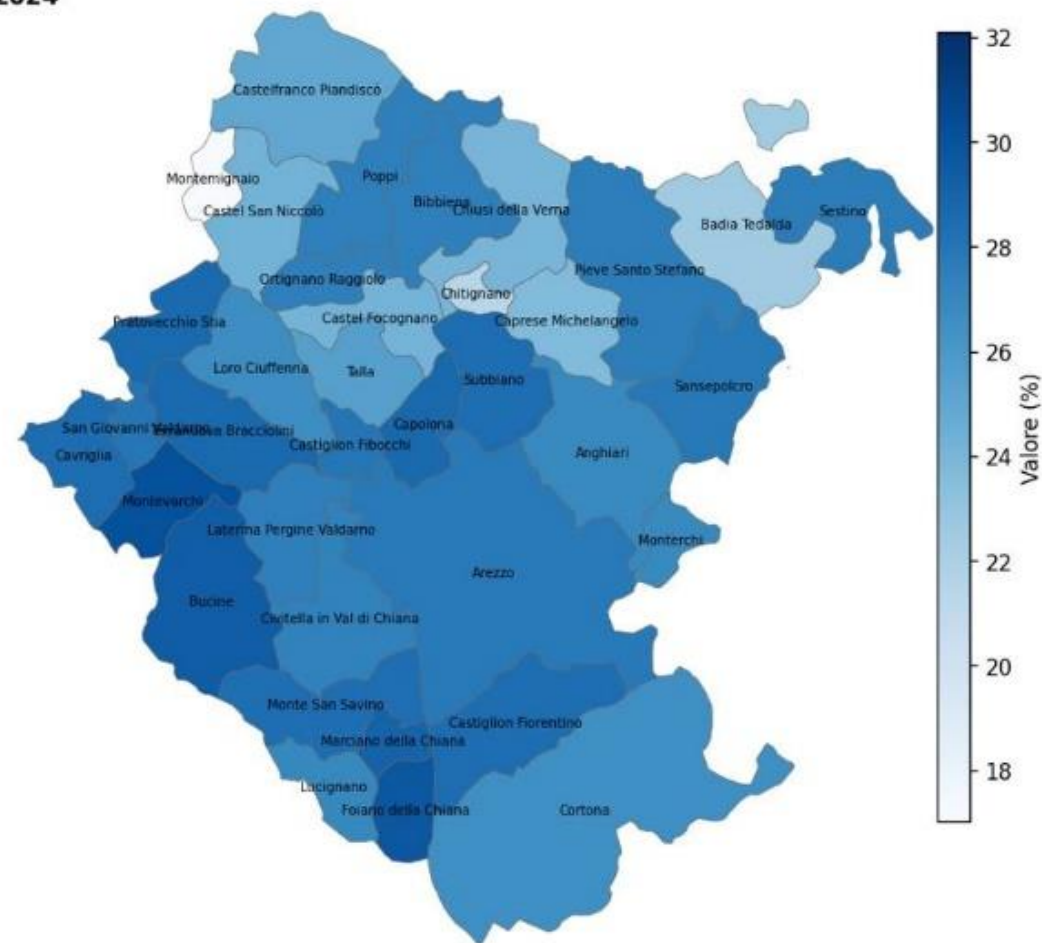 2024
32
Castelfranco Piandiscò
30
Montemignaio
Poppi
Bibbiena
Chiusi della Verna
Castel San Niccolò
Badia Tedalda
Sestino
28
Ortignano Raggiolo
Pieve Santo Stefano
Chitignano
Pratovecchio Stia
Castel Focognano
Caprese Michelangelo
26
Loro Ciuffenna
Talla
Subbiano
Sansepolcro
Valore (%)
San Giovanni Valdarno
Terranuova Bracciolini
Capolona
Castiglion Fibocchi
Cavriglia
Anghiari
24
Montevarchi
Laterina Pergine Valdarno
Monterchi
22
Arezzo
Bucine
Civitella in Val di Chiana
20
Monte San Savino
Castiglion Fiorentino
Marciano della Chiana
18
Lucignano
Foiano della Chiana
Cortona